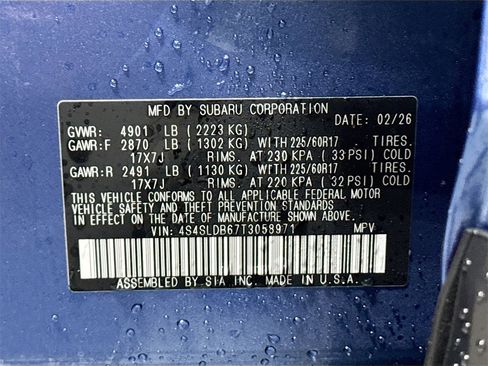 MFD BY SUBARU CORPORATION
DATE: 02/26
GVWR: 4901 LB (2223 KG)
GAWR:F 2870 LB (1302 KG) WITH 225/60R17 TIRES.
17X7J RIMS. AT 230 KPA (33 PSI) COLD
GAWR:R 2491 LB (1130 KG) WITH 225/60R17 TIRES.
17X7J RIMS. AT 220 KPA (32 PSI) COLD
THIS VEHICLE CONFORMS TO ALL APPLICABLE FEDERAL MOTOR
VEHICLE SAFETY AND THEFT PREVENTION STANDARDS
IN EFFECT ON THE DATE OF MANUFACTURE SHOWN ABOVE.
VIN: 4S4SLDB67T3058971 MPV
ASSEMBLED BY SIA INC. MADE IN U.S.A.